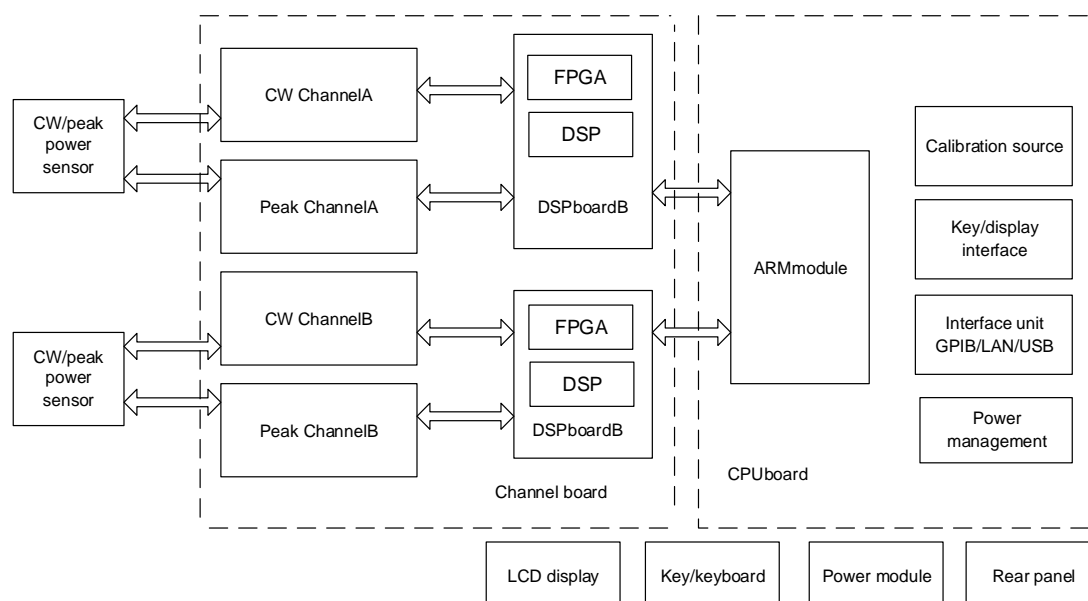 CW/peak
power
sensor
CW ChannelA
Peak ChannelA
FPGA
DSP
DSPboardB
CW/peak
power
sensor
CW ChannelB
Peak ChannelB
FPGA
DSP
DSPboardB
Channel board
ARMmodule
Calibration source
Key/display
interface
Interface unit
GPIB/LAN/USB
Power
management
CPUboard
LCD display
Key/keyboard
Power module
Rear panel